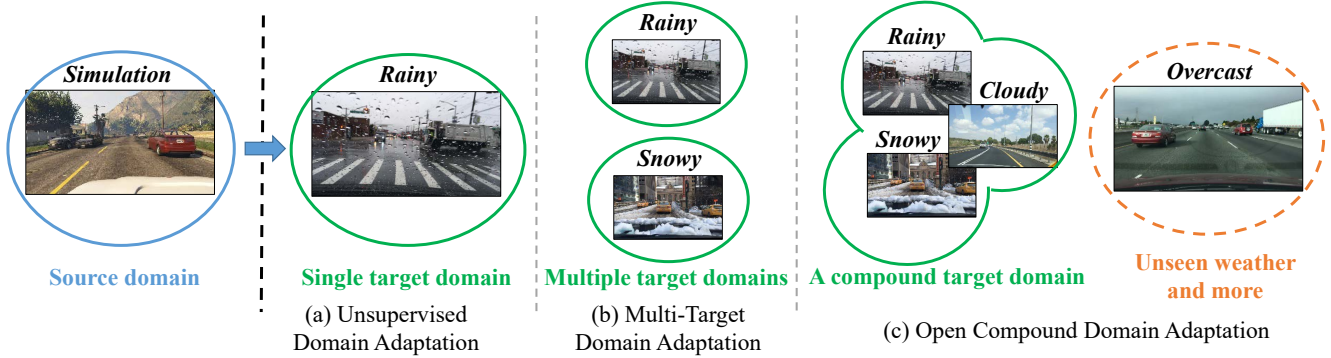 Simulation
Source domain
Rainy
Single target domain
(a) Unsupervised
Domain Adaptation
Rainy
Snowy
Multiple target domains
(b) Multi-Target
Domain Adaptation
Rainy
Cloudy
Snowy
A compound target domain
Overcast
Unseen weather
and more
(c) Open Compound Domain Adaptation